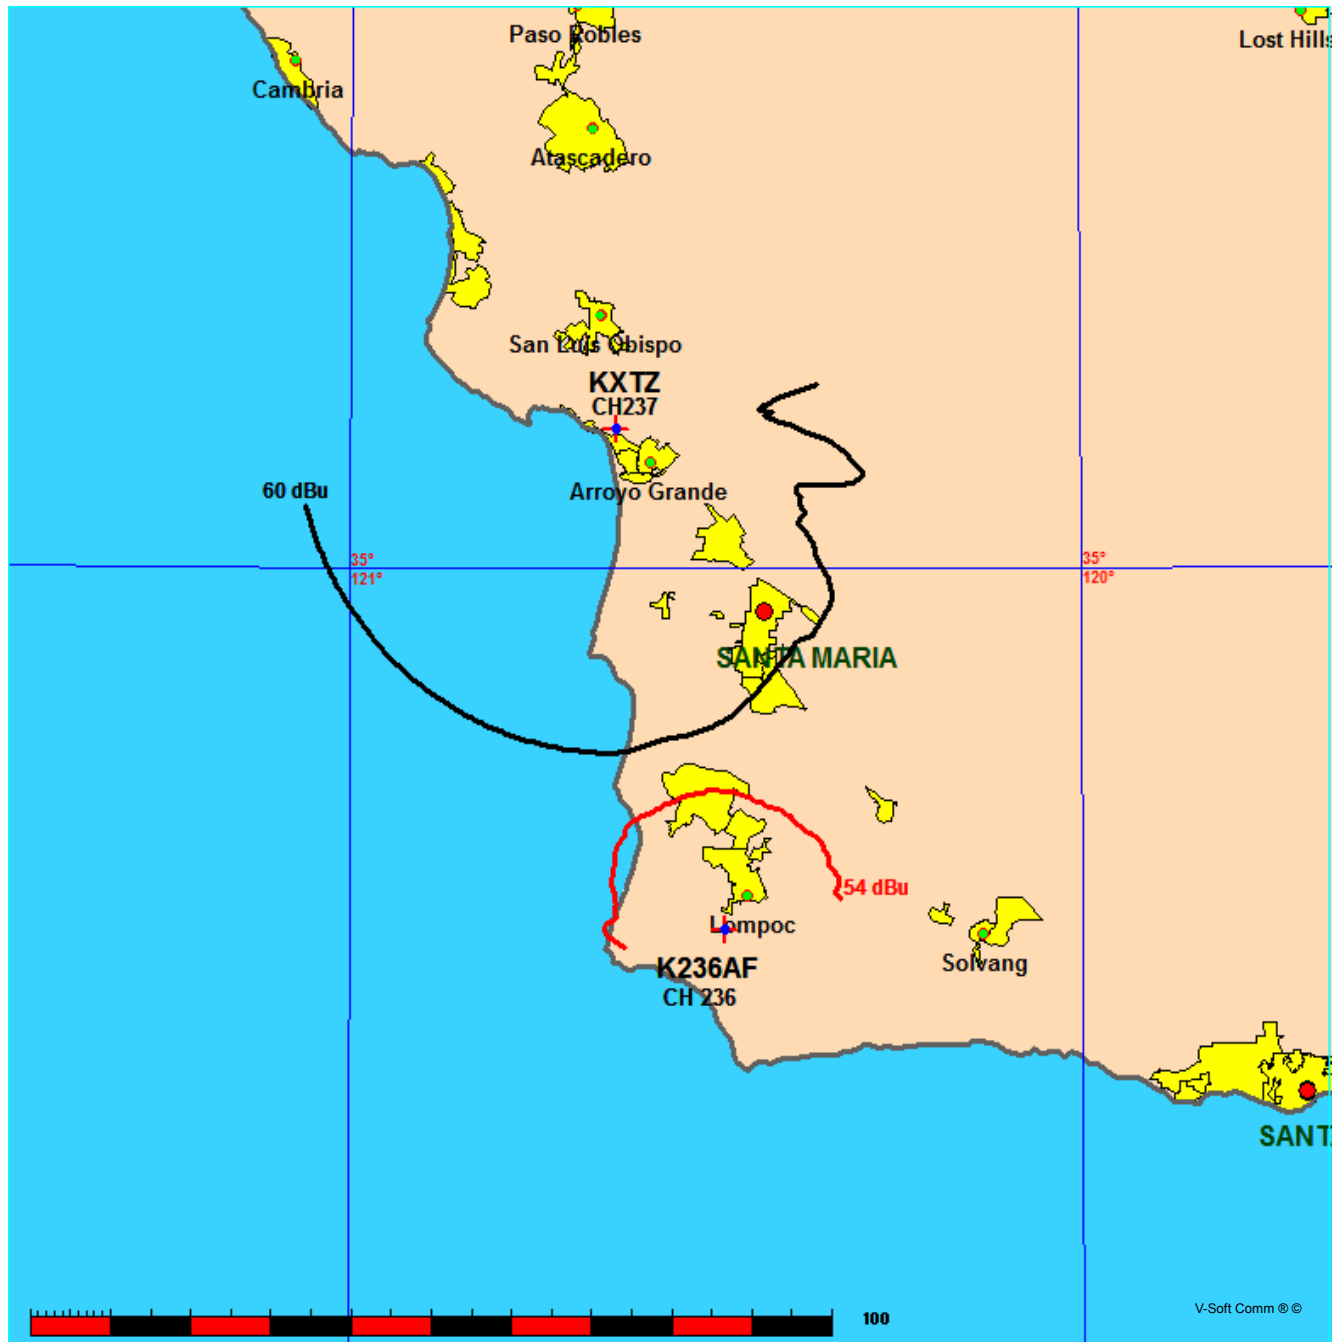 Paso Robles
Lost Hills
Cambria
Atascadero
San Luis Obispo
KXTZ
CH237
60 dBu
Arroyo Grande
35°
121°
35°
120°
SANTA MARIA
54 dBu
Lompoc
Solvang
K236AF
CH 236
SANT
100
V-Soft Comm ® ©